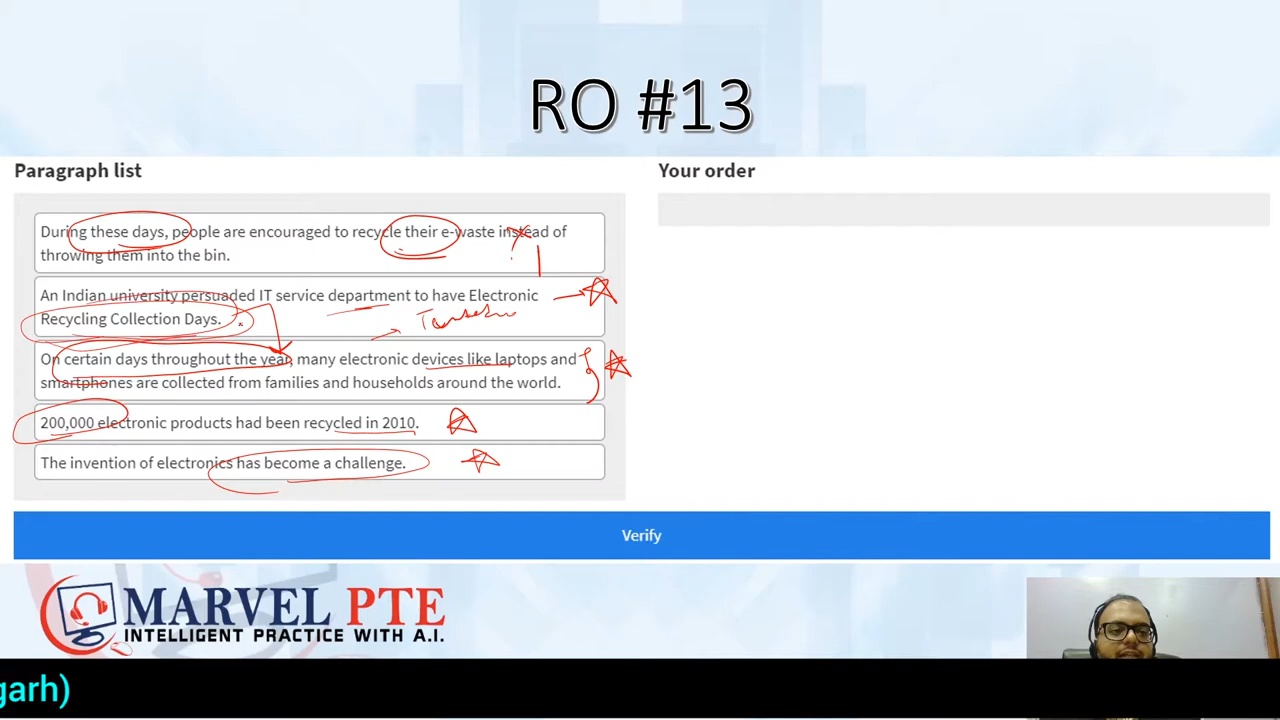 RO #13
Paragraph list
Your order
During these days, people are encouraged to recycle their e-waste instead of
throwing them into the bin.
An Indian university persuaded IT service department to have Electronic
Recycling Collection Days.
On certain days throughout the year, many electronic devices like laptops and
smartphones are collected from families and households around the world.
200,000 electronic products had been recycled in 2010.
The invention of electronics has become a challenge.
Verify
MARVEL PTE
INTELLIGENT PRACTICE WITH A.I.
garh)